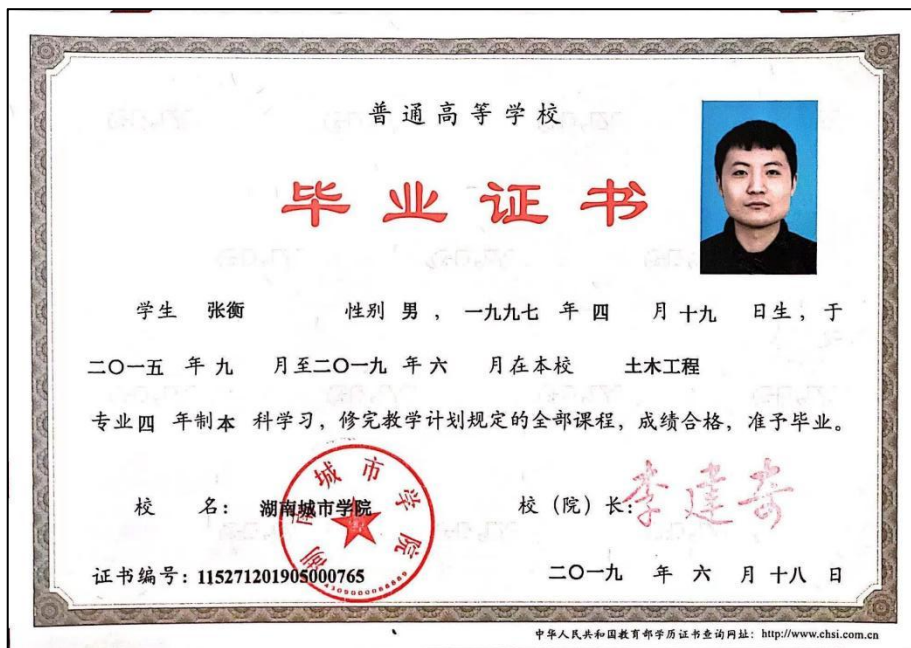 普通高等学校
毕业证书
学生 张衡 性别 男，一九九七 年 四 月 十九 日生，于
二〇一五 年 九 月至二〇一九 年 六 月在本校 土木工程
专业四 年制本 科学习，修完教学计划规定的全部课程，成绩合格，准予毕业。
湖南城市学院
校 名：湖南城市学院 校（院）长：李建奇
证书编号：115271201905000765 二〇一九 年 六 月 十八 日
中华人民共和国教育部学历证书查询网址：http://www.chsi.com.cn